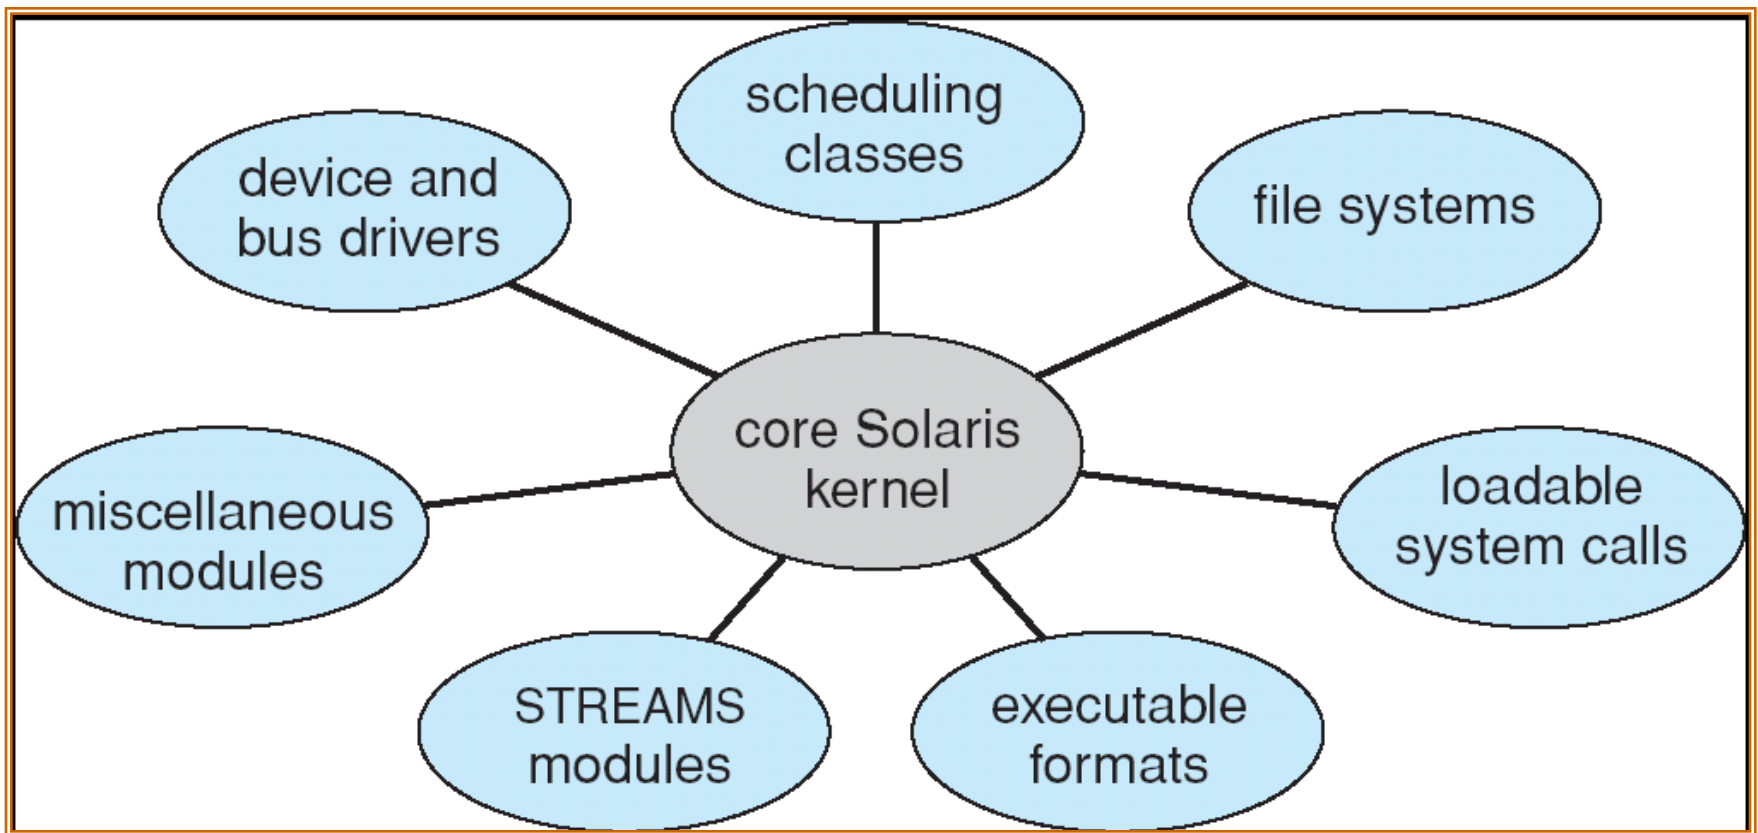 scheduling
classes
device and
bus drivers
file systems
core Solaris
kernel
miscellaneous
modules
loadable
system calls
STREAMS
modules
executable
formats